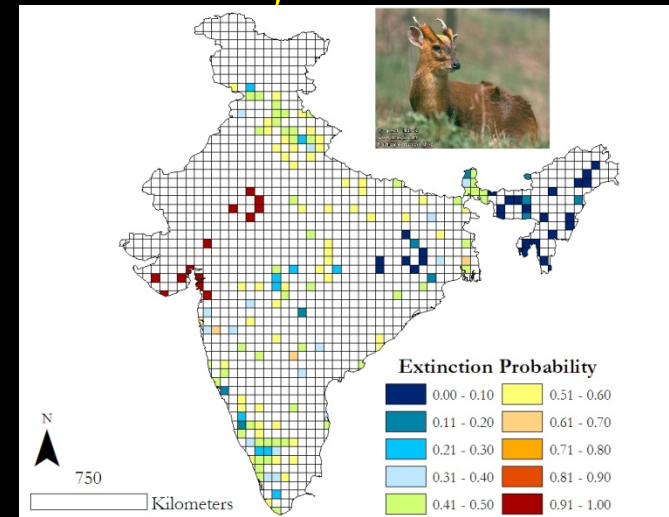 Extinction Probability
0.00 - 0.10 0.51 - 0.60
0.11 - 0.20 0.61 - 0.70
0.21 - 0.30 0.71 - 0.80
0.31 - 0.40 0.81 - 0.90
0.41 - 0.50 0.91 - 1.00
N
750
Kilometers